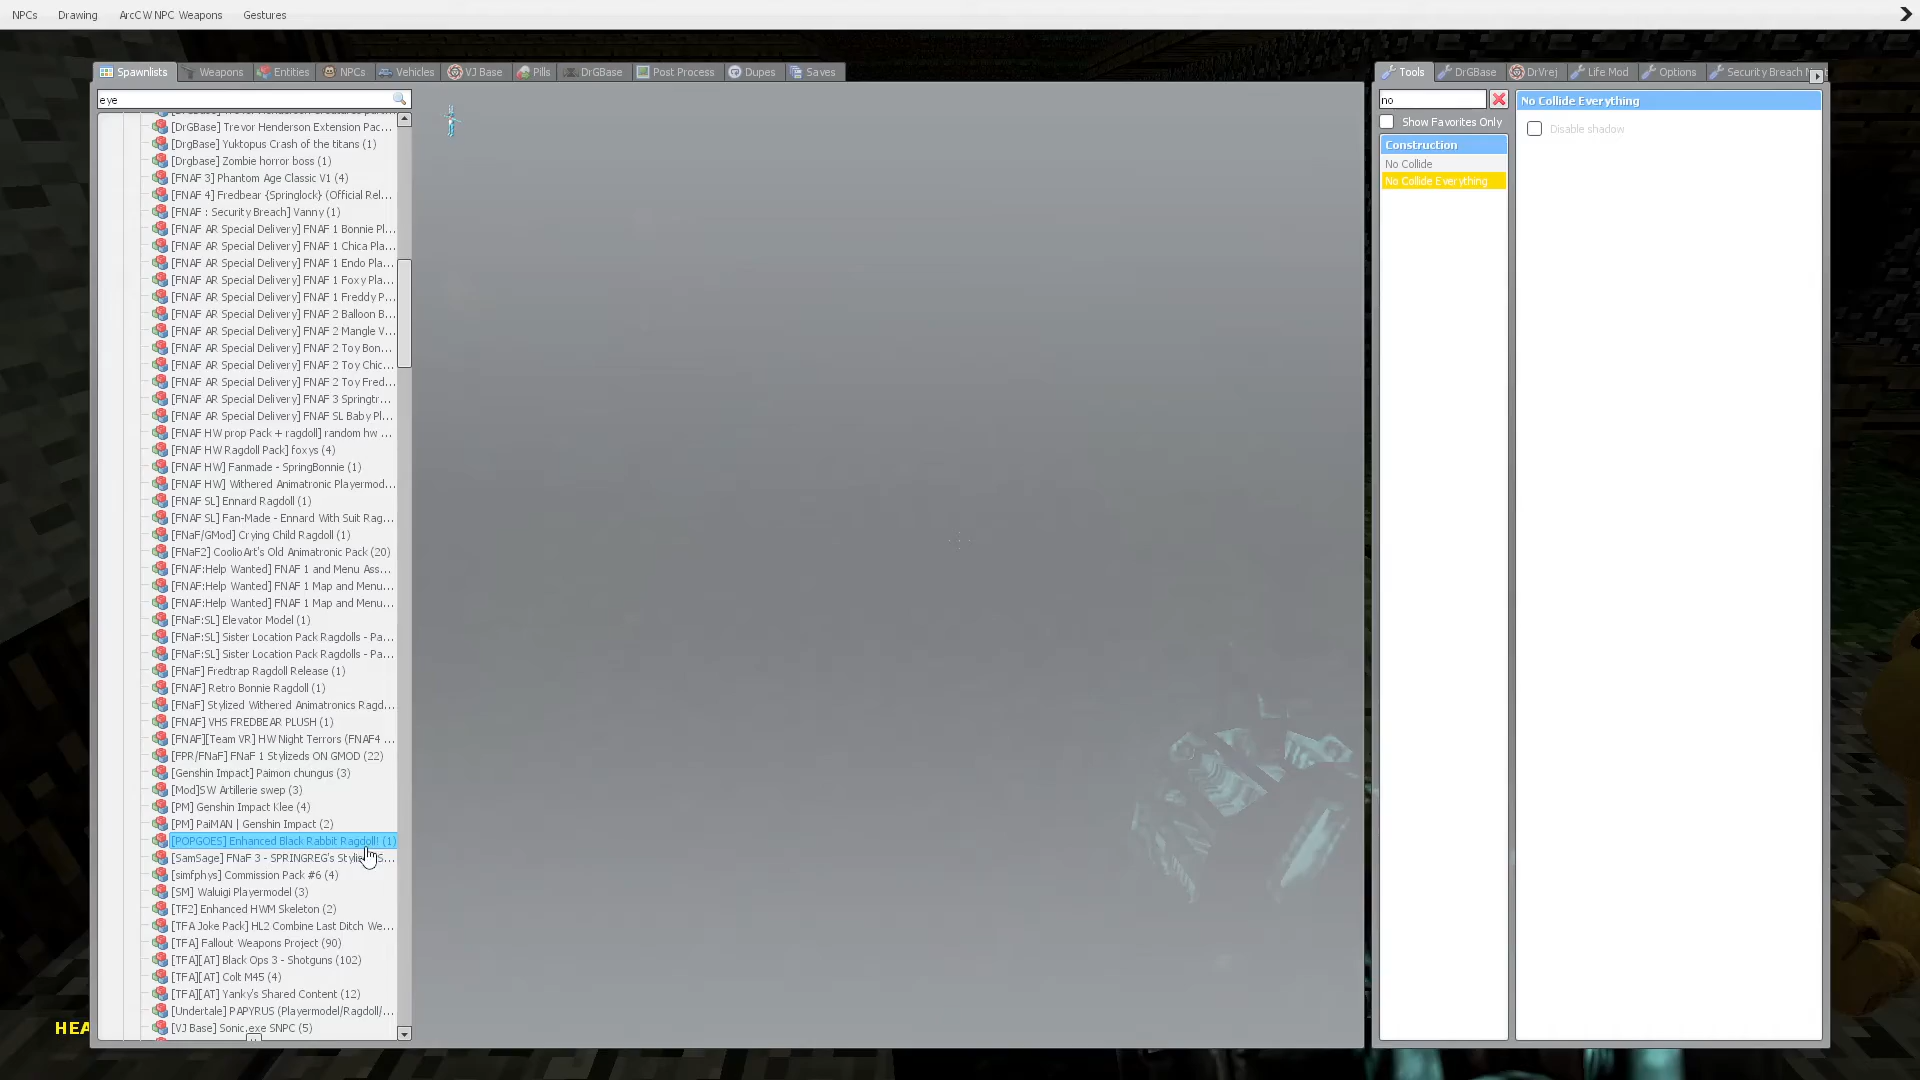 NPCs Drawing ArcCW NPC Weapons Gestures
Spawnlists Weapons Entities NPCs Vehicles VJ Base Pills DrGBase Post Process Dupes Saves
Tools DrGBase DrVrej Life Mod Options Security Breach
eye
no
No Collide Everything
Show Favorites Only
Disable shadow
Construction
No Collide
No Collide Everything
[DrgBase] Trevor Henderson Creatures
[DrGBase] Trevor Henderson Extension Pac...
[DrGBase] Yuktopus Crash of the titans (1)
[Drgbase] Zombie horror boss (1)
[FNAF 3] Phantom Age Classic V1 (4)
[FNAF 4] Fredbear {Springlock} (Official Rel...
[FNAF : Security Breach] Vanny (1)
[FNAF AR Special Delivery] FNAF 1 Bonnie Pl...
[FNAF AR Special Delivery] FNAF 1 Chica Pla...
[FNAF AR Special Delivery] FNAF 1 Endo Pla...
[FNAF AR Special Delivery] FNAF 1 Foxy Pla...
[FNAF AR Special Delivery] FNAF 1 Freddy P...
[FNAF AR Special Delivery] FNAF 2 Balloon B...
[FNAF AR Special Delivery] FNAF 2 Mangle V...
[FNAF AR Special Delivery] FNAF 2 Toy Bon...
[FNAF AR Special Delivery] FNAF 2 Toy Chic...
[FNAF AR Special Delivery] FNAF 2 Toy Fred...
[FNAF AR Special Delivery] FNAF 3 Springtr...
[FNAF AR Special Delivery] FNAF SL Baby Pl...
[FNAF HW prop Pack + ragdoll] random hw ...
[FNAF HW Ragdoll Pack] foxys (4)
[FNAF HW] Fanmade - SpringBonnie (1)
[FNAF HW] Withered Animatronic Playermod...
[FNAF SL] Ennard Ragdoll (1)
[FNAF SL] Fan-Made - Ennard With Suit Rag...
[FNaF/GMod] Crying Child Ragdoll (1)
[FNaF2] CoolioArt's Old Animatronic Pack (20)
[FNAF:Help Wanted] FNAF 1 and Menu Ass...
[FNAF:Help Wanted] FNAF 1 Map and Menu...
[FNAF:Help Wanted] FNAF 1 Map and Menu...
[FNaF:SL] Elevator Model (1)
[FNaF:SL] Sister Location Pack Ragdolls - Pa...
[FNaF:SL] Sister Location Pack Ragdolls - Pa...
[FNaF] Fredtrap Ragdoll Release (1)
[FNAF] Retro Bonnie Ragdoll (1)
[FNaF] Stylized Withered Animatronics Ragd...
[FNAF] VHS FREDBEAR PLUSH (1)
[FNAF][Team VR] HW Night Terrors (FNAF4 ...
[FPR/FNaF] FNaF 1 Stylizeds ON GMOD (22)
[Genshin Impact] Paimon chungus (3)
[Mod]SW Artillerie swep (3)
[PM] Genshin Impact Klee (4)
[PM] PaiMAN | Genshin Impact (2)
[POPGOES] Enhanced Black Rabbit Ragdoll! (1)
[SamSage] FNaF 3 - SPRINGREG's S...
[simfphys] Commission Pack #6 (4)
[SM] Waluigi Playermodel (3)
[TF2] Enhanced HWM Skeleton (2)
[TFA Joke Pack] HL2 Combine Last Ditch We...
[TFA] Fallout Weapons Project (90)
[TFA][AT] Black Ops 3 - Shotguns (102)
[TFA][AT] Colt M45 (4)
[TFA][AT] Yanky's Shared Content (12)
[Undertale] PAPYRUS (Playermodel/Ragdoll/...
[VJ Base] Sonic.exe SNPC (5)
HEA